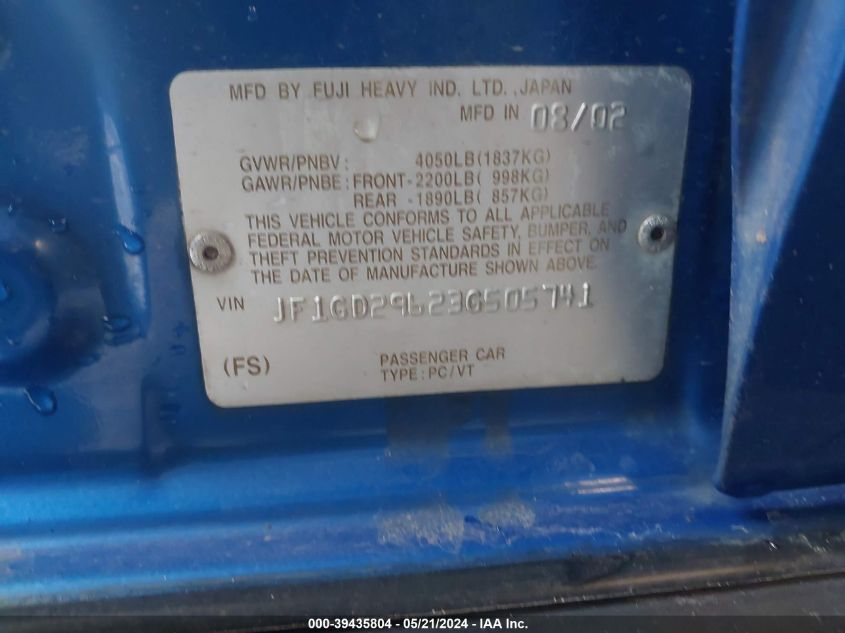 MFD BY FUJI HEAVY IND. LTD., JAPAN
MFD IN 08/02
GVWR/PNBV: 4050LB(1837KG)
GAWR/PNBE: FRONT-2200LB( 998KG)
REAR -1890LB( 857KG)
THIS VEHICLE CONFORMS TO ALL APPLICABLE
FEDERAL MOTOR VEHICLE SAFETY, BUMPER, AND
THEFT PREVENTION STANDARDS IN EFFECT ON
THE DATE OF MANUFACTURE SHOWN ABOVE.
VIN JF1GD29623G505741
(FS) PASSENGER CAR
TYPE: PC/VT
000-39435804 — 05/21/2024 — IAA Inc.